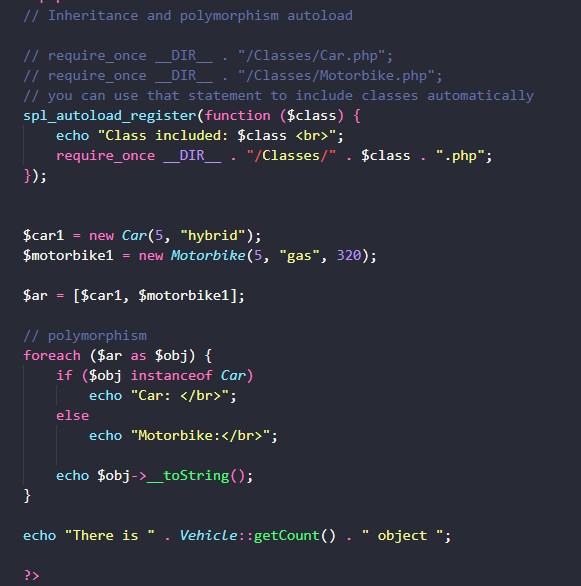 // Inheritance and polymorphism autoload
// require_once __DIR__ . "/Classes/Car.php";
// require_once __DIR__ . "/Classes/Motorbike.php";
// you can use that statement to include classes automatically
spl_autoload_register(function ($class) {
    echo "Class included: $class <br>";
    require_once __DIR__ . "/Classes/" . $class . ".php";
});
$car1 = new Car(5, "hybrid");
$motorbike1 = new Motorbike(5, "gas", 320);
$ar = [$car1, $motorbike1];
// polymorphism
foreach ($ar as $obj) {
    if ($obj instanceof Car)
        echo "Car: </br>";
    else
        echo "Motorbike:</br>";
    echo $obj->__toString();
}
echo "There is " . Vehicle::getCount() . " object ";
?>